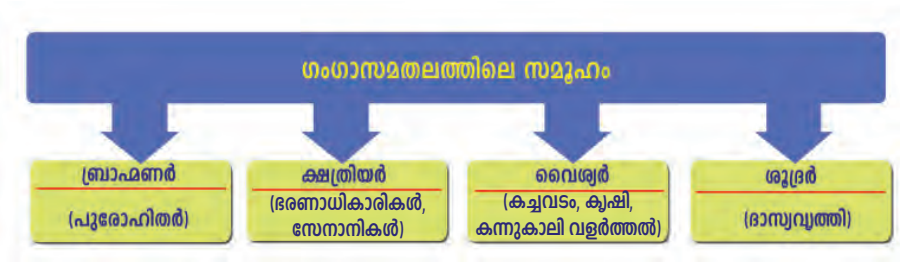 ഗംഗാസമതലത്തിലെ സമൂഹം
ബ്രാഹ്മണർ
(പുരോഹിതർ)
ക്ഷത്രിയർ
(ഭരണാധികാരികൾ,
സേനാനികൾ)
വൈശ്യർ
(കച്ചവടം, കൃഷി,
കന്നുകാലി വളർത്തൽ)
ശൂദ്രർ
(ദാസ്യവൃത്തി)